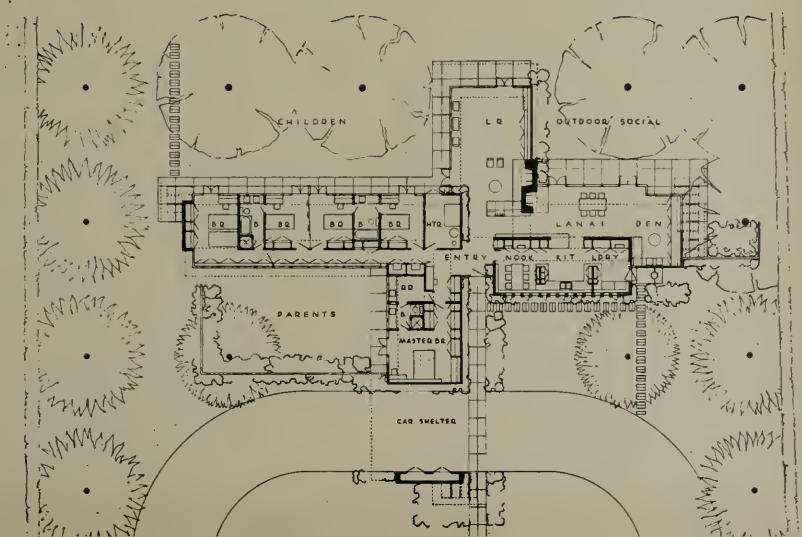 CHILDREN
L R
OUTDOOR SOCIAL
BR
B
BR
BR
B
BR
HTR
LANAI
DEN
ENTRY
NOOK
KIT
LDRY
DR
PARENTS
B
MASTER BR
CAR SHELTER